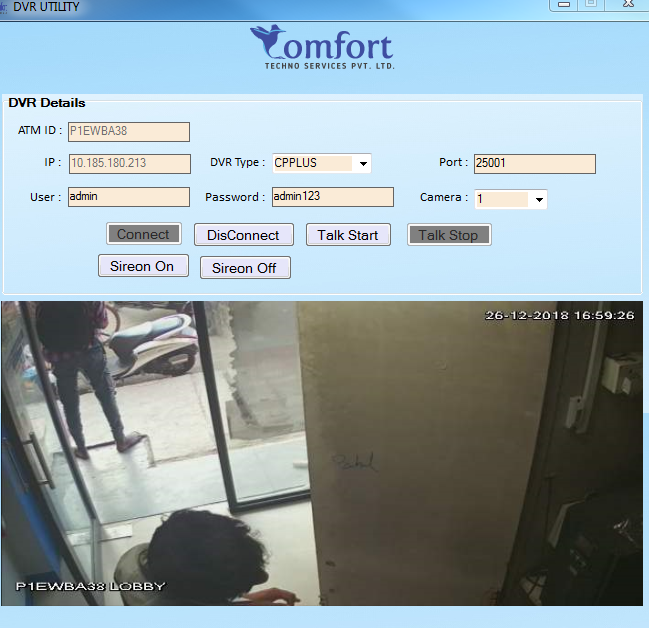 DVR UTILITY
Comfort
TECHNO SERVICES PVT. LTD.
DVR Details
ATM ID : P1EWBA38
IP : 10.185.180.213 DVR Type : CPPLUS Port : 25001
User : admin Password : admin123 Camera : 1
Connect DisConnect Talk Start Talk Stop
Sireon On Sireon Off
26-12-2018 16:59:26
P1EWBA38 LOBBY